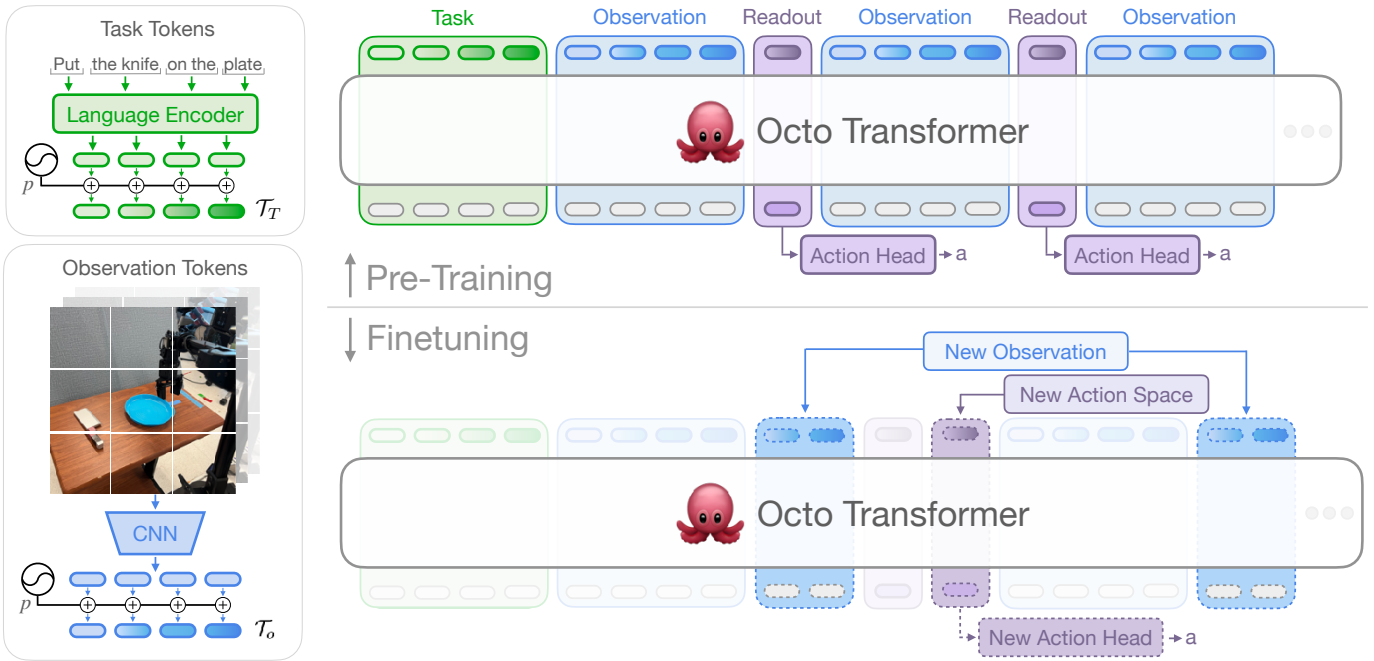 Task Tokens
Put the knife on the plate
Language Encoder
p
𝒯_T
Observation Tokens
CNN
p
𝒯_o
Task Observation Readout Observation Readout Observation
Octo Transformer
Action Head a Action Head a
Pre-Training
Finetuning
New Observation
New Action Space
Octo Transformer
New Action Head a